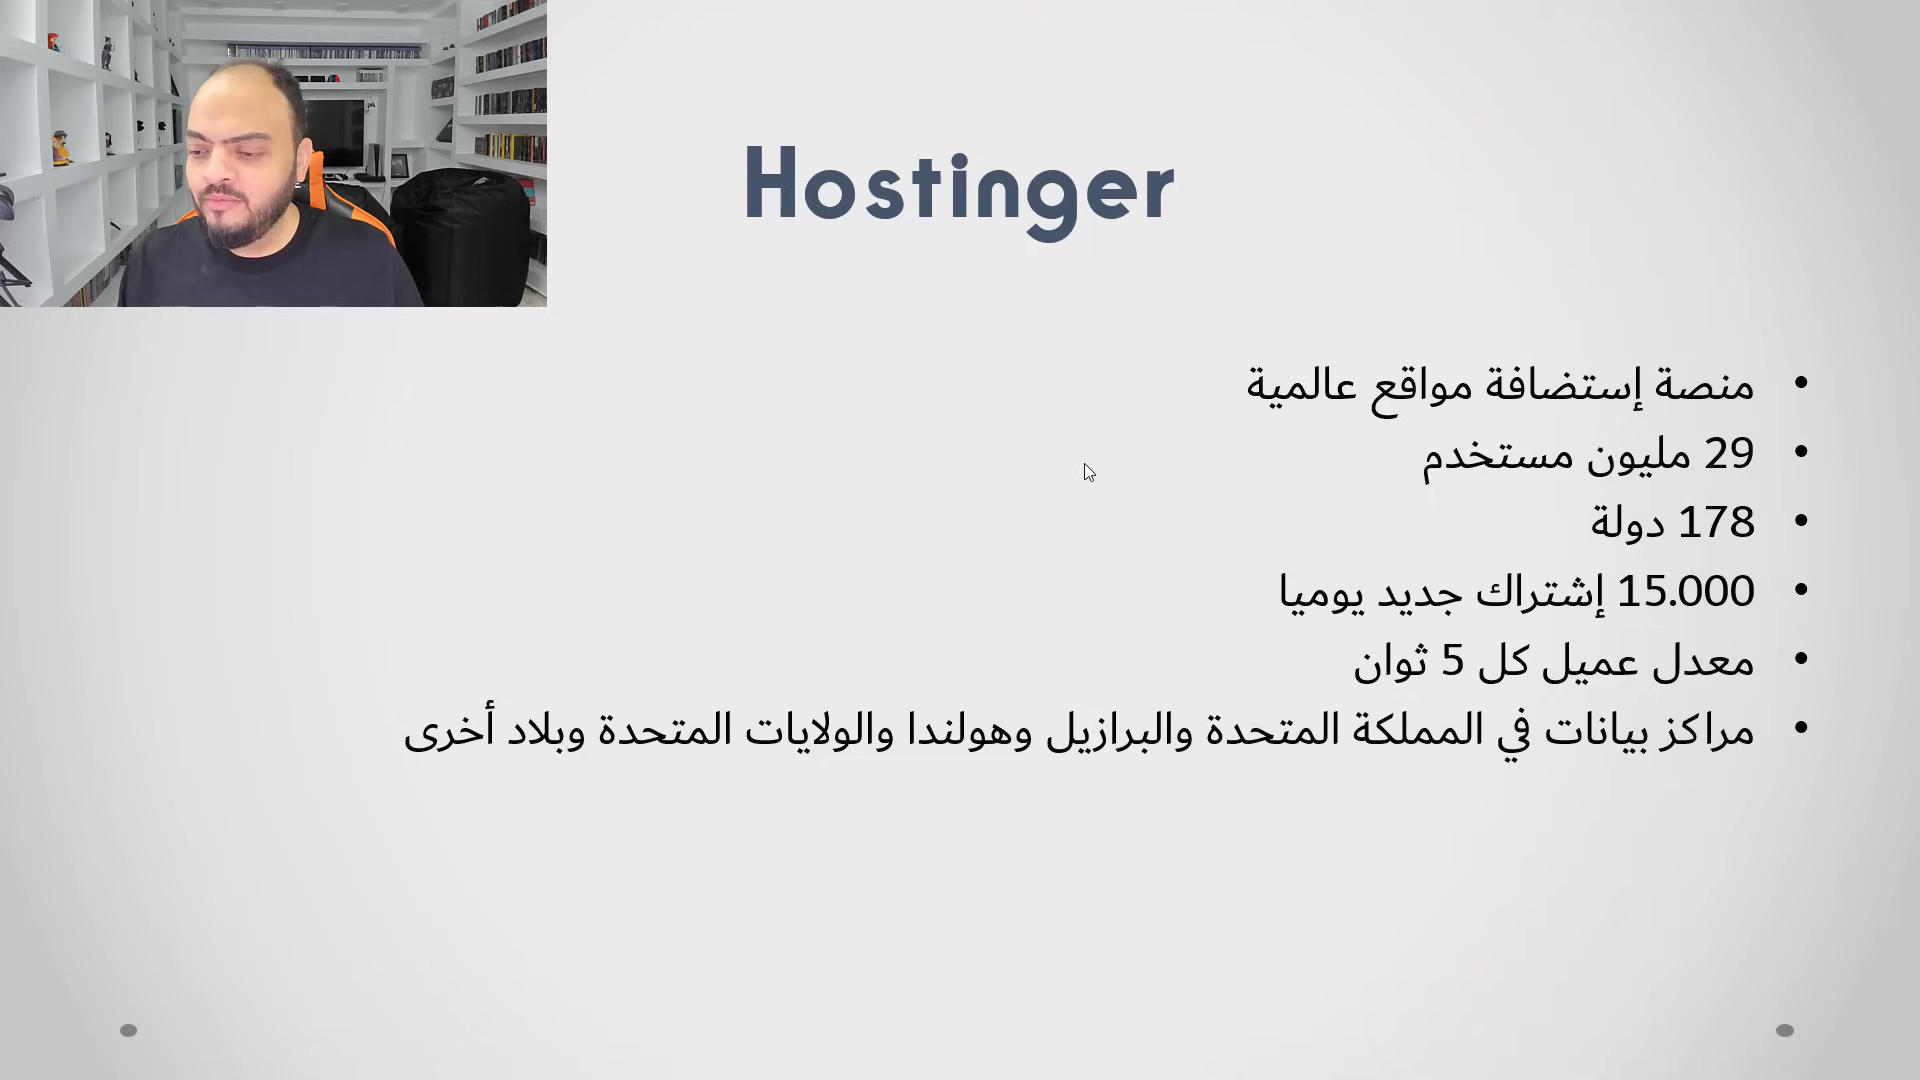 Hostinger
• منصة إستضافة مواقع عالمية
• 29 مليون مستخدم
• 178 دولة
• 15.000 إشتراك جديد يوميا
• معدل عميل كل 5 ثوان
• مراكز بيانات في المملكة المتحدة والبرازيل وهولندا والولايات المتحدة وبلاد أخرى